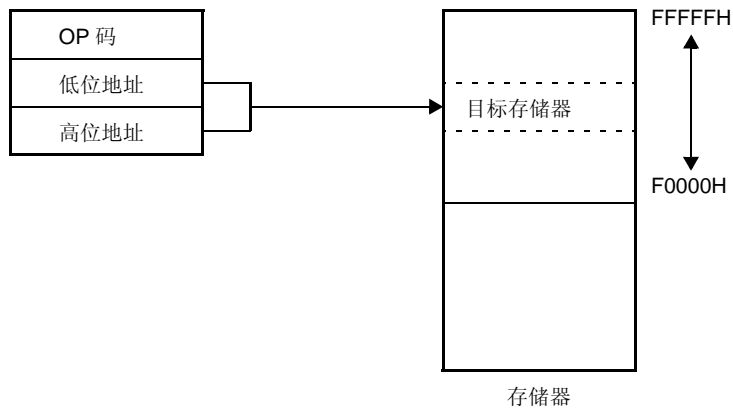 OP 码
低位地址
高位地址
FFFFFH
目标存储器
F0000H
存储器